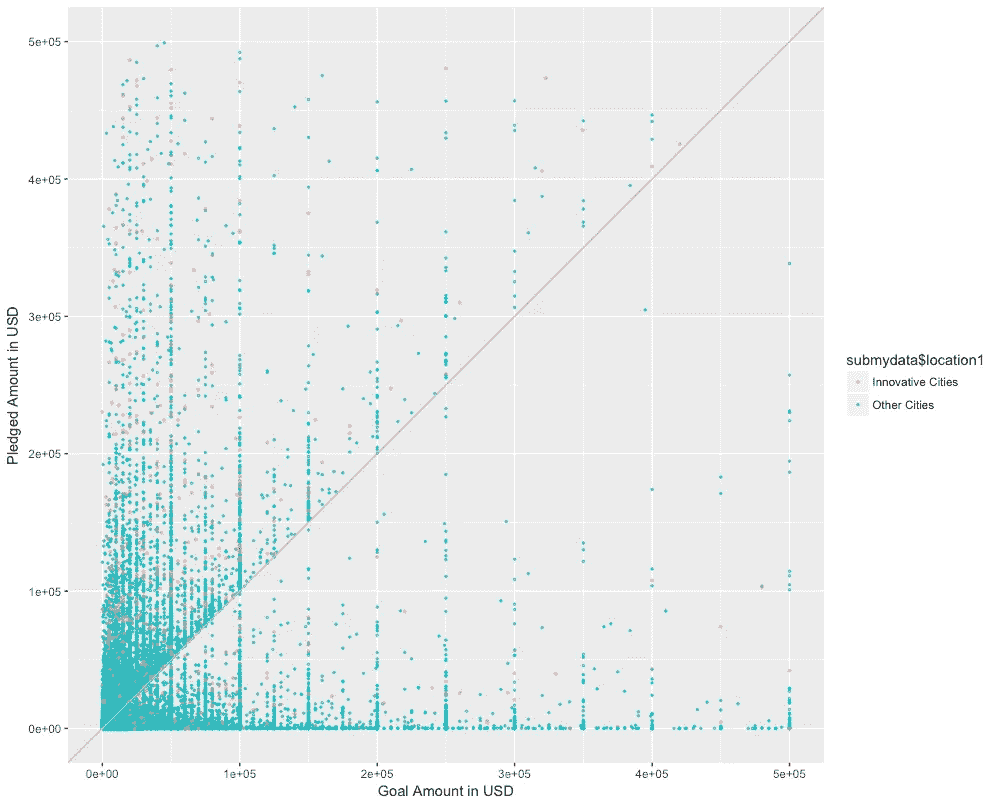 5e+05
4e+05
3e+05
2e+05
1e+05
0e+00
Pledged Amount in USD
0e+00 1e+05 2e+05 3e+05 4e+05 5e+05
Goal Amount in USD
submydata$location1
Innovative Cities
Other Cities